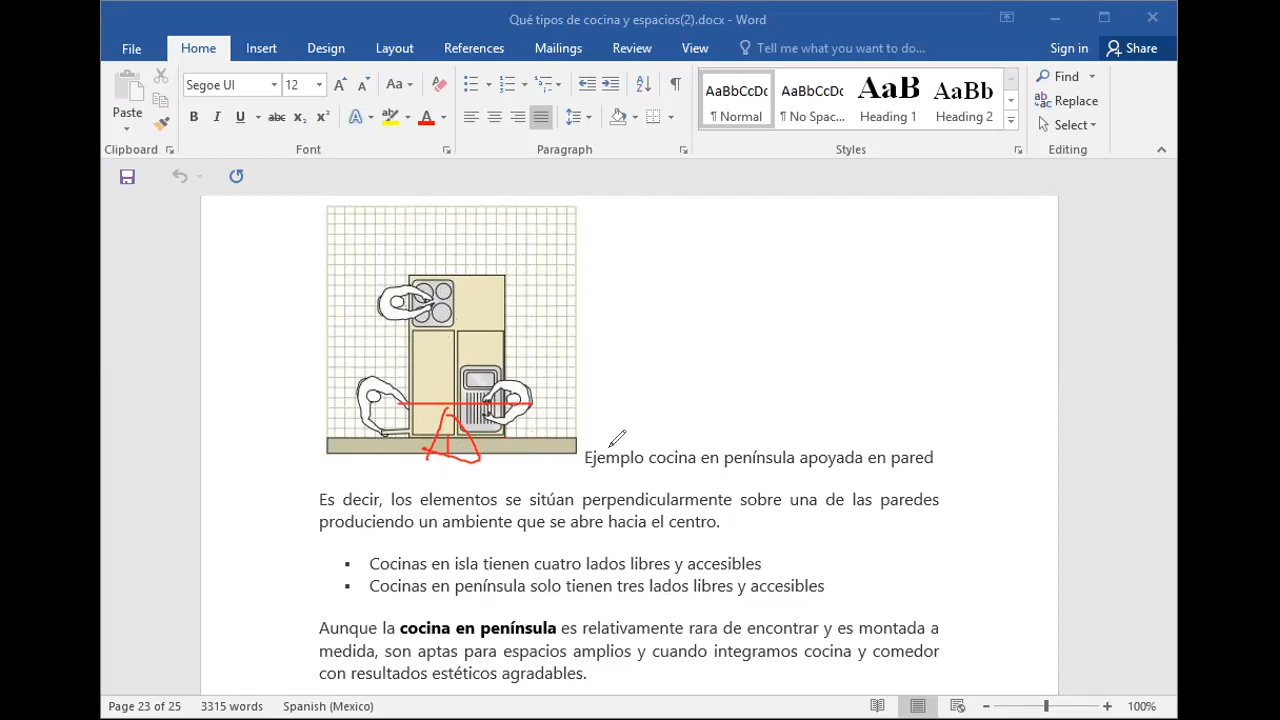 Qué tipos de cocina y espacios(2).docx - Word
File Home Insert Design Layout References Mailings Review View Tell me what you want to do... Sign in Share
Paste
Clipboard
Segoe UI 12 Aa
B I U abc x₂ x² A A
Font
Paragraph
AaBbCcDc AaBbCcDc AaB AaBb
¶ Normal ¶ No Spac... Heading 1 Heading 2
Styles
Find
Replace
Select
Editing
Ejemplo cocina en península apoyada en pared
Es decir, los elementos se sitúan perpendicularmente sobre una de las paredes
produciendo un ambiente que se abre hacia el centro.
▪ Cocinas en isla tienen cuatro lados libres y accesibles
▪ Cocinas en península solo tienen tres lados libres y accesibles
Aunque la cocina en península es relativamente rara de encontrar y es montada a
medida, son aptas para espacios amplios y cuando integramos cocina y comedor
con resultados estéticos agradables.
Page 23 of 25 3315 words Spanish (Mexico) 100%